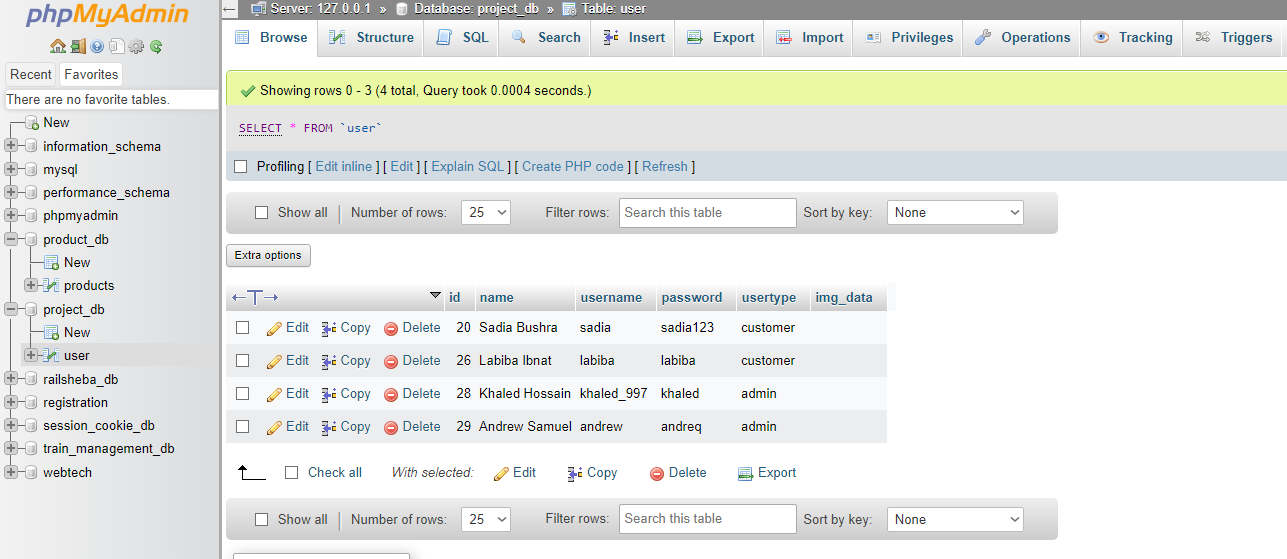 phpMyAdmin
Recent Favorites
There are no favorite tables.
New
information_schema
mysql
performance_schema
phpmyadmin
product_db
New
products
project_db
New
user
railsheba_db
registration
session_cookie_db
train_management_db
webtech
Server: 127.0.0.1 » Database: project_db » Table: user
Browse Structure SQL Search Insert Export Import Privileges Operations Tracking Triggers
Showing rows 0 - 3 (4 total, Query took 0.0004 seconds.)
SELECT * FROM `user`
Profiling [ Edit inline ] [ Edit ] [ Explain SQL ] [ Create PHP code ] [ Refresh ]
Show all Number of rows: 25 Filter rows: Search this table Sort by key: None
Extra options
id name username password usertype img_data
Edit Copy Delete 20 Sadia Bushra sadia sadia123 customer
Edit Copy Delete 26 Labiba Ibnat labiba labiba customer
Edit Copy Delete 28 Khaled Hossain khaled_997 khaled admin
Edit Copy Delete 29 Andrew Samuel andrew andreq admin
Check all With selected: Edit Copy Delete Export
Show all Number of rows: 25 Filter rows: Search this table Sort by key: None